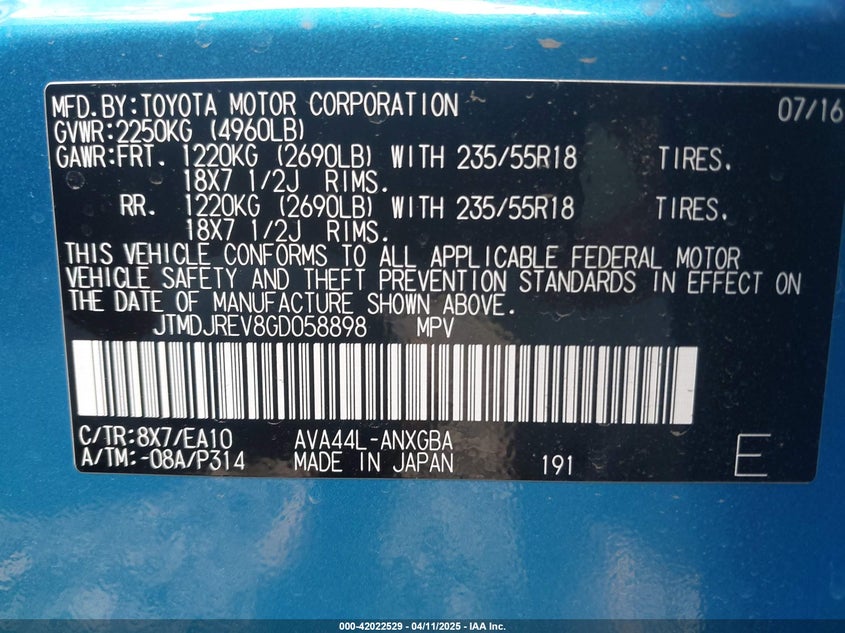 MFD.BY:TOYOTA MOTOR CORPORATION 07/16
GVWR:2250KG (4960LB)
GAWR:FRT. 1220KG (2690LB) WITH 235/55R18 TIRES.
18X7 1/2J RIMS.
RR. 1220KG (2690LB) WITH 235/55R18 TIRES.
18X7 1/2J RIMS.
THIS VEHICLE CONFORMS TO ALL APPLICABLE FEDERAL MOTOR
VEHICLE SAFETY AND THEFT PREVENTION STANDARDS IN EFFECT ON
THE DATE OF MANUFACTURE SHOWN ABOVE.
JTMDJREV8GD058898 MPV
C/TR:8X7/EA10 AVA44L-ANXGBA
A/TM:-08A/P314 MADE IN JAPAN 191 E
000-42022529 - 04/11/2025 - IAA Inc.